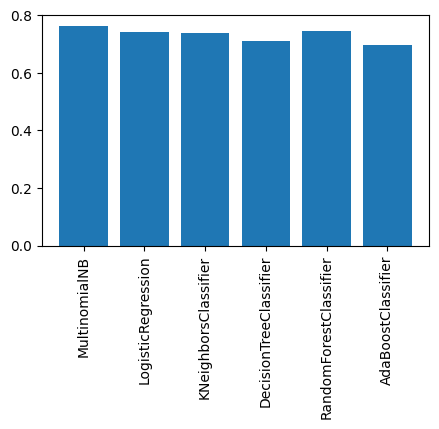 0.8
0.6
0.4
0.2
0.0
MultinomialNB
LogisticRegression
KNeighborsClassifier
DecisionTreeClassifier
RandomForestClassifier
AdaBoostClassifier